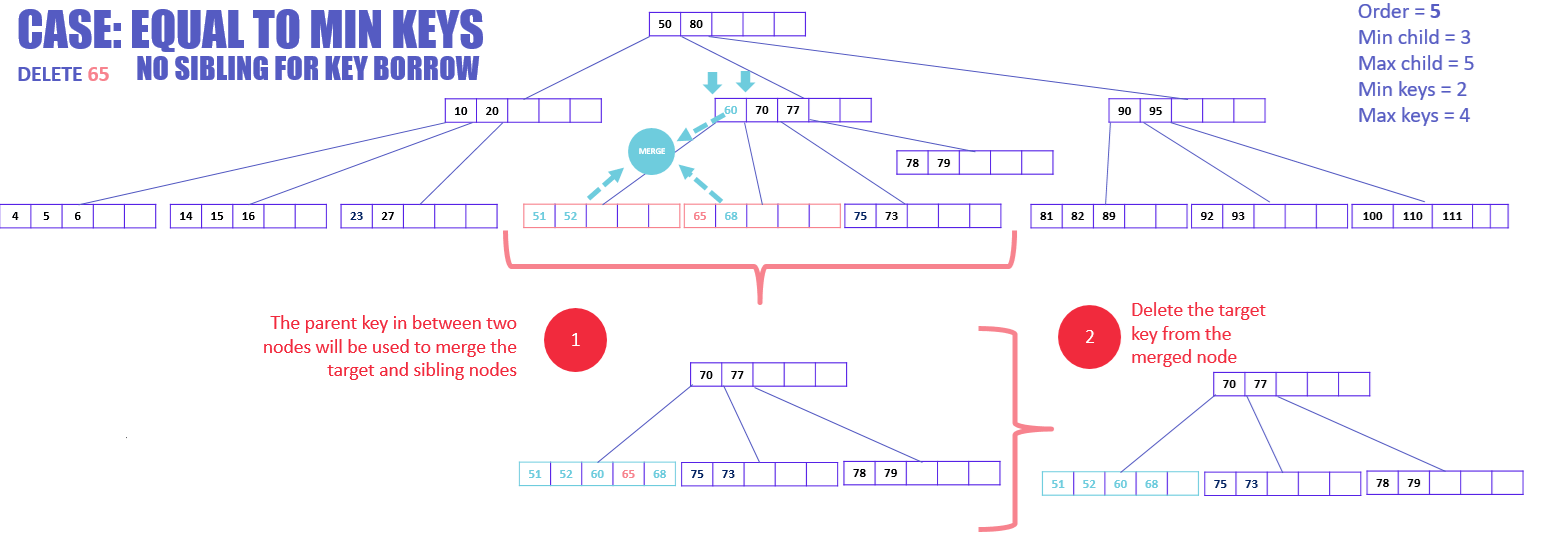 CASE: EQUAL TO MIN KEYS
DELETE 65 NO SIBLING FOR KEY BORROW
Order = 5
Min child = 3
Max child = 5
Min keys = 2
Max keys = 4
50 80
10 20
60 70 77
90 95
MERGE
78 79
4 5 6
14 15 16
23 27
51 52
65 68
75 73
81 82 89
92 93
100 110 111
The parent key in between two
nodes will be used to merge the
target and sibling nodes
1
2
Delete the target
key from the
merged node
70 77
51 52 60 65 68
75 73
78 79
70 77
51 52 60 68
75 73
78 79